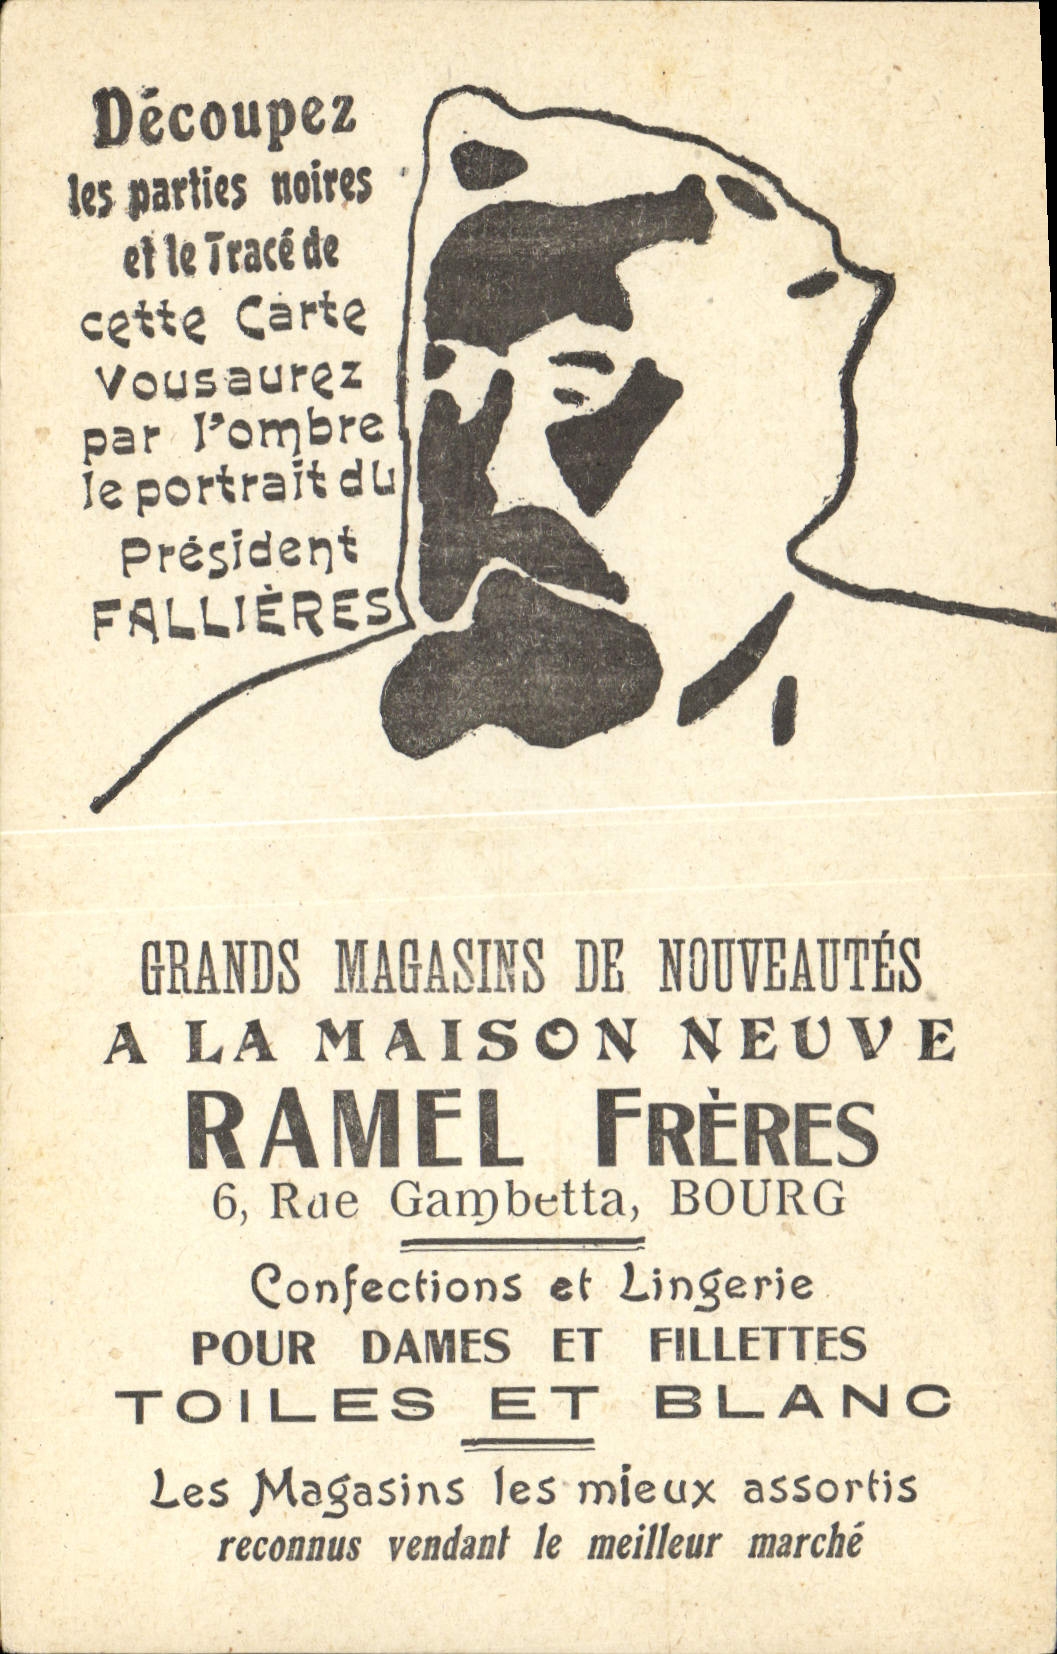 Découpez
les parties noires
et le Tracé de
cette Carte
Vous aurez
par l'ombre
le portrait du
Président
FALLIÈRES
GRANDS MAGASINS DE NOUVEAUTÉS
A LA MAISON NEUVE
RAMEL FRÈRES
6, Rue Gambetta, BOURG
Confections et Lingerie
POUR DAMES ET FILLETTES
TOILES ET BLANC
Les Magasins les mieux assortis
reconnus vendant le meilleur marché